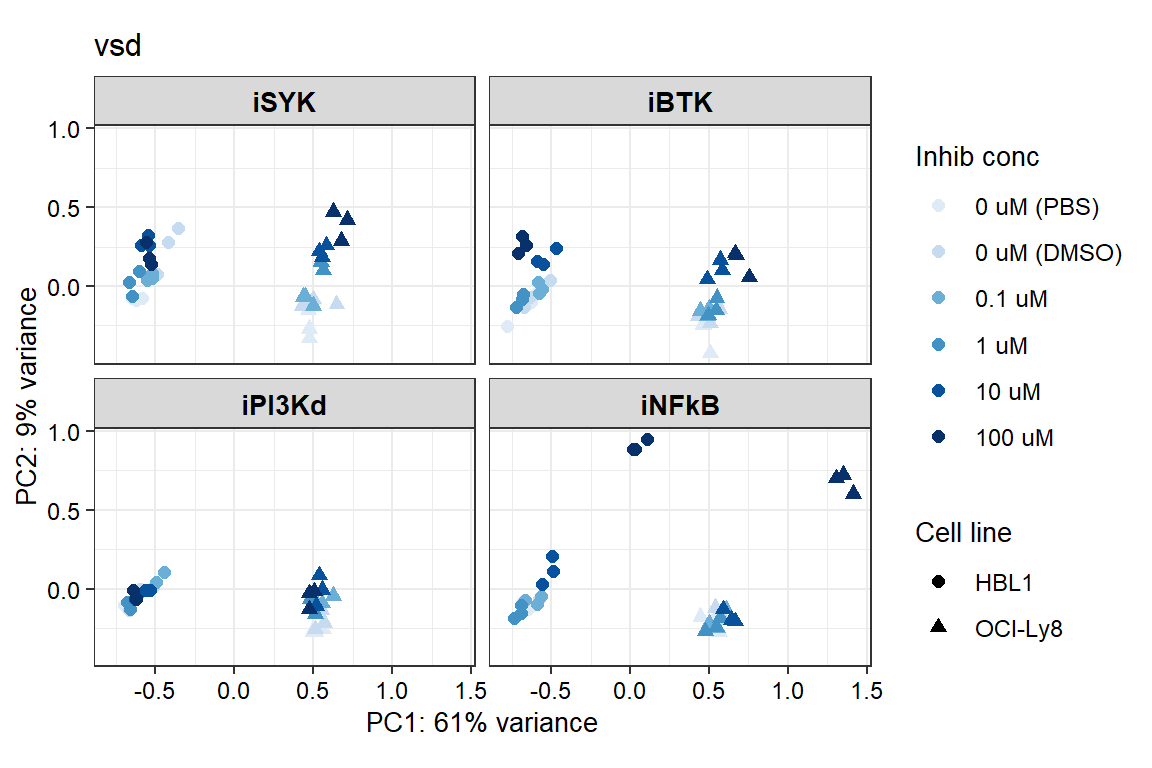 vsd
iSYK
iBTK
1.0
0.5
0.0
iPI3Kd
iNFkB
1.0
0.5
0.0
-0.5
0.0
0.5
1.0
1.5
-0.5
0.0
0.5
1.0
1.5
PC1: 61% variance
PC2: 9% variance
Inhib conc
0 uM (PBS)
0 uM (DMSO)
0.1 uM
1 uM
10 uM
100 uM
Cell line
HBL1
OCI-Ly8